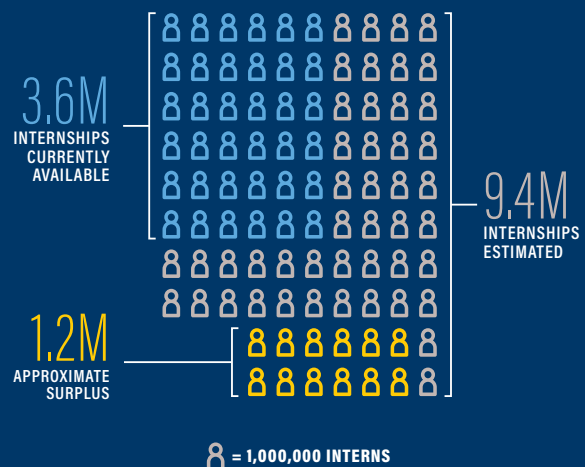 3.6M
INTERNSHIPS
CURRENTLY
AVAILABLE
9.4M
INTERNSHIPS
ESTIMATED
1.2M
APPROXIMATE
SURPLUS
= 1,000,000 INTERNS